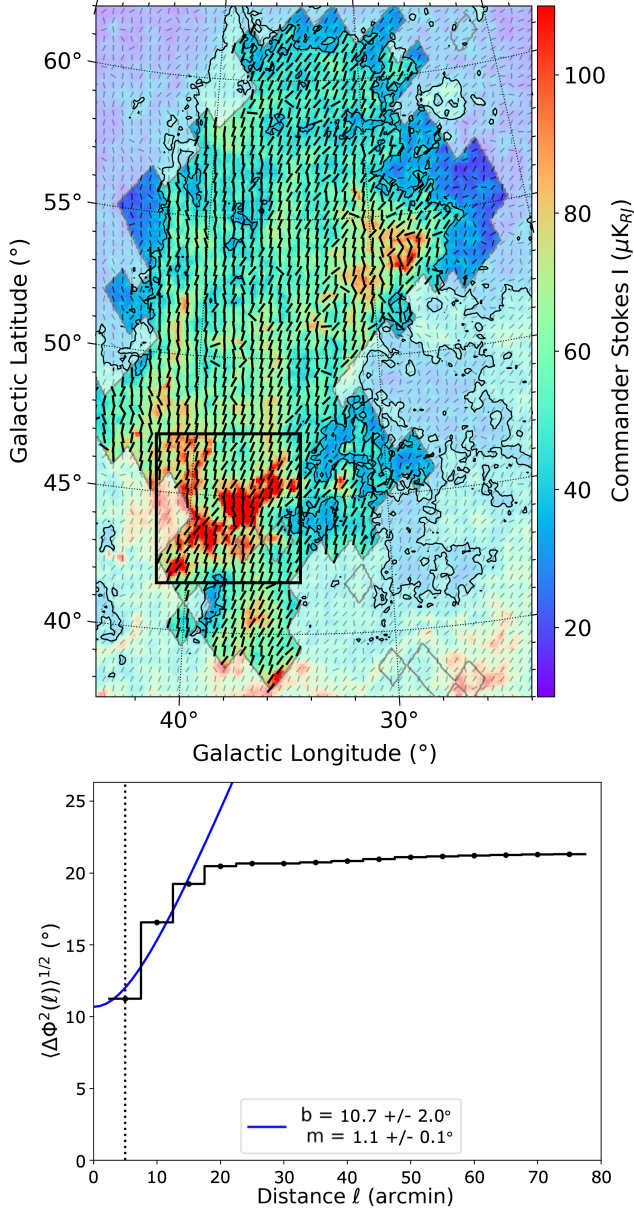 60°
55°
50°
45°
40°
Galactic Latitude (°)
40°
30°
Galactic Longitude (°)
100
80
60
40
20
Commander Stokes I (μK_RJ)
25
20
15
10
5
0
⟨ΔΦ²(ℓ)⟩^1/2 (°)
b = 10.7 +/- 2.0°
m = 1.1 +/- 0.1°
0 10 20 30 40 50 60 70 80
Distance ℓ (arcmin)